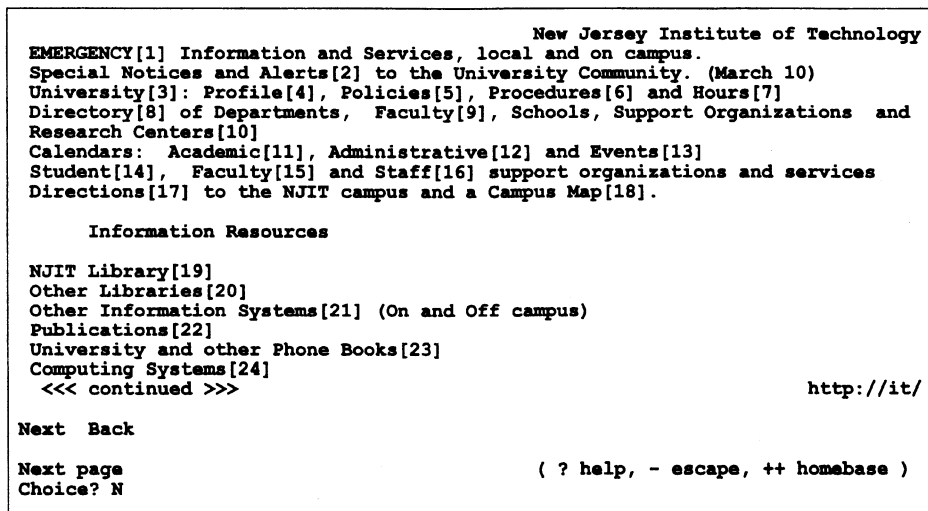 New Jersey Institute of Technology
EMERGENCY[1] Information and Services, local and on campus.
Special Notices and Alerts[2] to the University Community. (March 10)
University[3]: Profile[4], Policies[5], Procedures[6] and Hours[7]
Directory[8] of Departments, Faculty[9], Schools, Support Organizations and
Research Centers[10]
Calendars: Academic[11], Administrative[12] and Events[13]
Student[14], Faculty[15] and Staff[16] support organizations and services
Directions[17] to the NJIT campus and a Campus Map[18].
Information Resources
NJIT Library[19]
Other Libraries[20]
Other Information Systems[21] (On and Off campus)
Publications[22]
University and other Phone Books[23]
Computing Systems[24]
<<< continued >>> http://it/
Next Back
Next page ( ? help, - escape, ++ homebase )
Choice? N